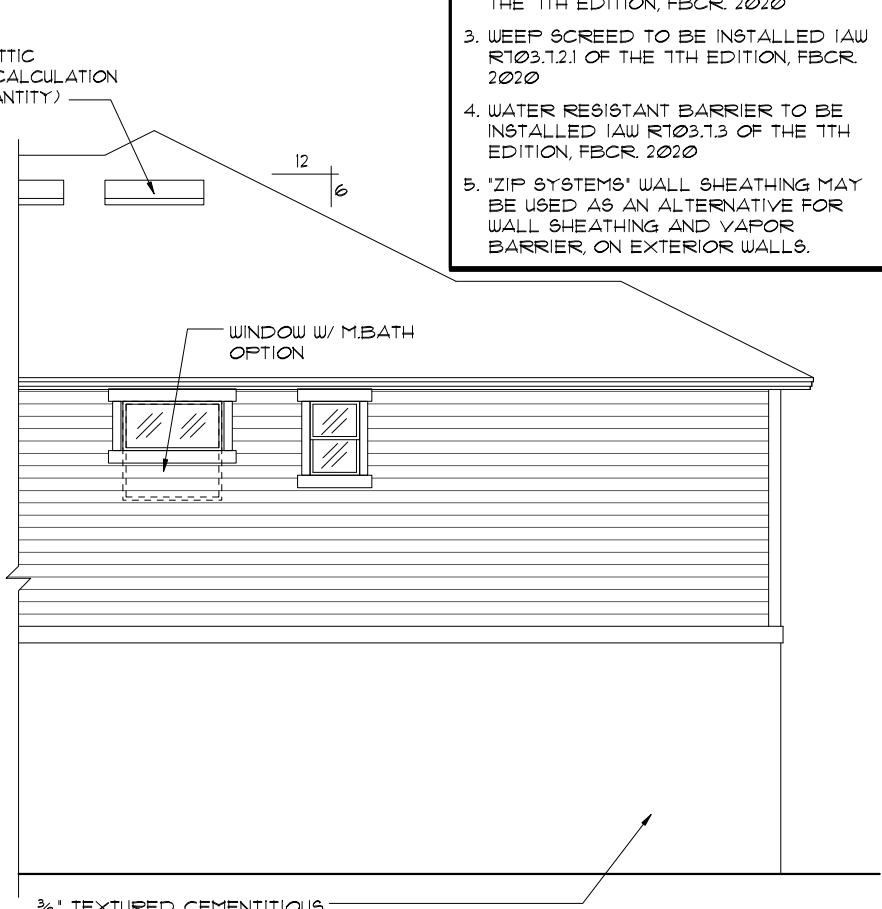 THE 7TH EDITION, FBCR. 2020
3. WEEP SCREED TO BE INSTALLED IAW
R703.7.2.1 OF THE 7TH EDITION, FBCR.
2020
4. WATER RESISTANT BARRIER TO BE
INSTALLED IAW R703.7.3 OF THE 7TH
EDITION, FBCR. 2020
5. "ZIP SYSTEMS" WALL SHEATHING MAY
BE USED AS AN ALTERNATIVE FOR
WALL SHEATHING AND VAPOR
BARRIER, ON EXTERIOR WALLS.
CALCULATION
12
6
WINDOW W/ M.BATH
OPTION
TEXTURED CEMENTITIOUS